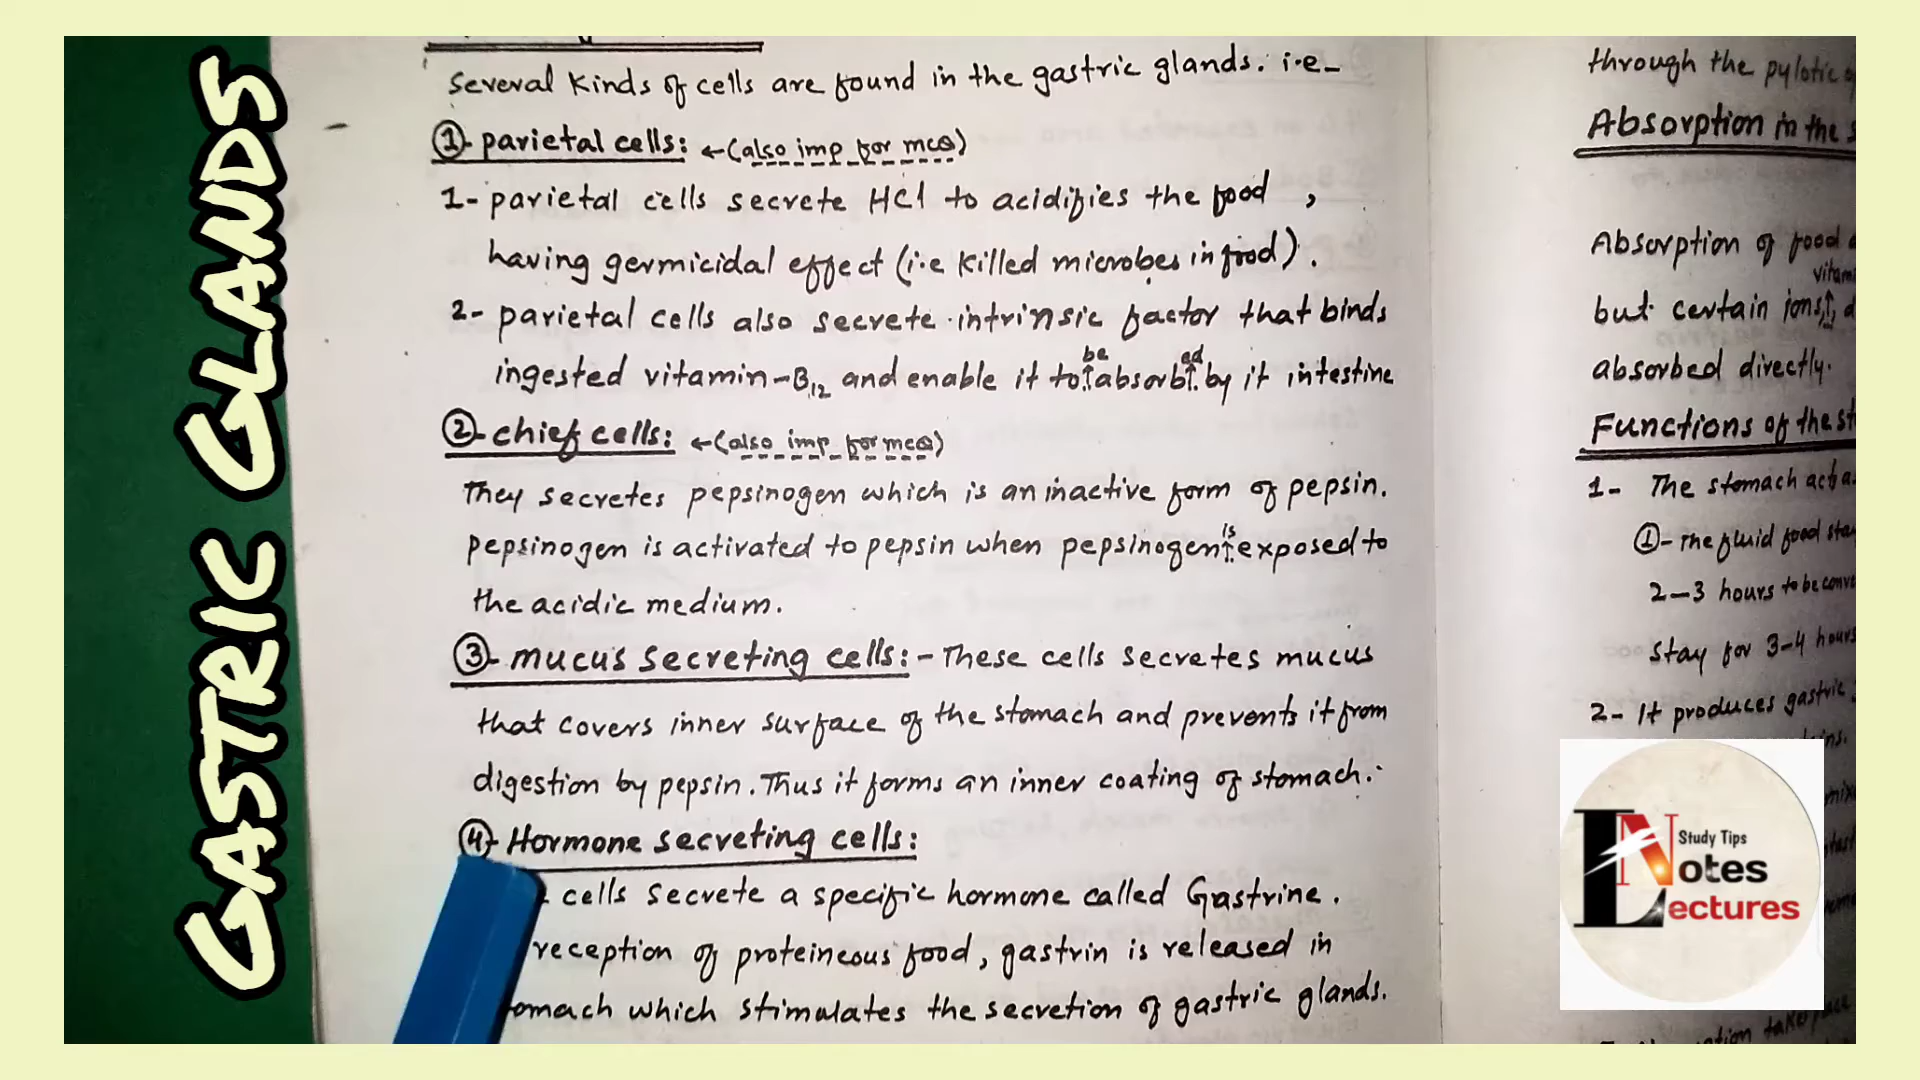 GASTRIC GLANDS
Several Kinds of cells are found in the gastric glands. i.e-
①- parietal cells: ←(also imp for mcQ)
1- parietal cells secrete HCl to acidifies the food ,
having germicidal effect (i.e killed microbes in food).
2- parietal cells also secrete intrinsic factor that binds
be ed
ingested vitamin-B12 and enable it to↑absorb↑ by it intestine
②- chief cells: ←(also imp for mcQ)
They secretes pepsinogen which is an inactive form of pepsin.
is
pepsinogen is activated to pepsin when pepsinogen↑exposed to
the acidic medium.
③- mucus secreting cells:- These cells secretes mucus
that covers inner surface of the stomach and prevents it from
digestion by pepsin. Thus it forms an inner coating of stomach.
④- Hormone secreting cells:
cells secrete a specific hormone called Gastrine.
reception of proteineous food, gastrin is released in
omach which stimulates the secretion of gastric glands.
through the pylotic
Absorption in the s
Absorption of food
vitam
but certain ions,↑
absorbed directly.
Functions of the st
1- The stomach act a
①- The fluid food sta
2-3 hours to be conve
Stay for 3-4 hours
2- It produces gastric
Study Tips
Notes
Lectures